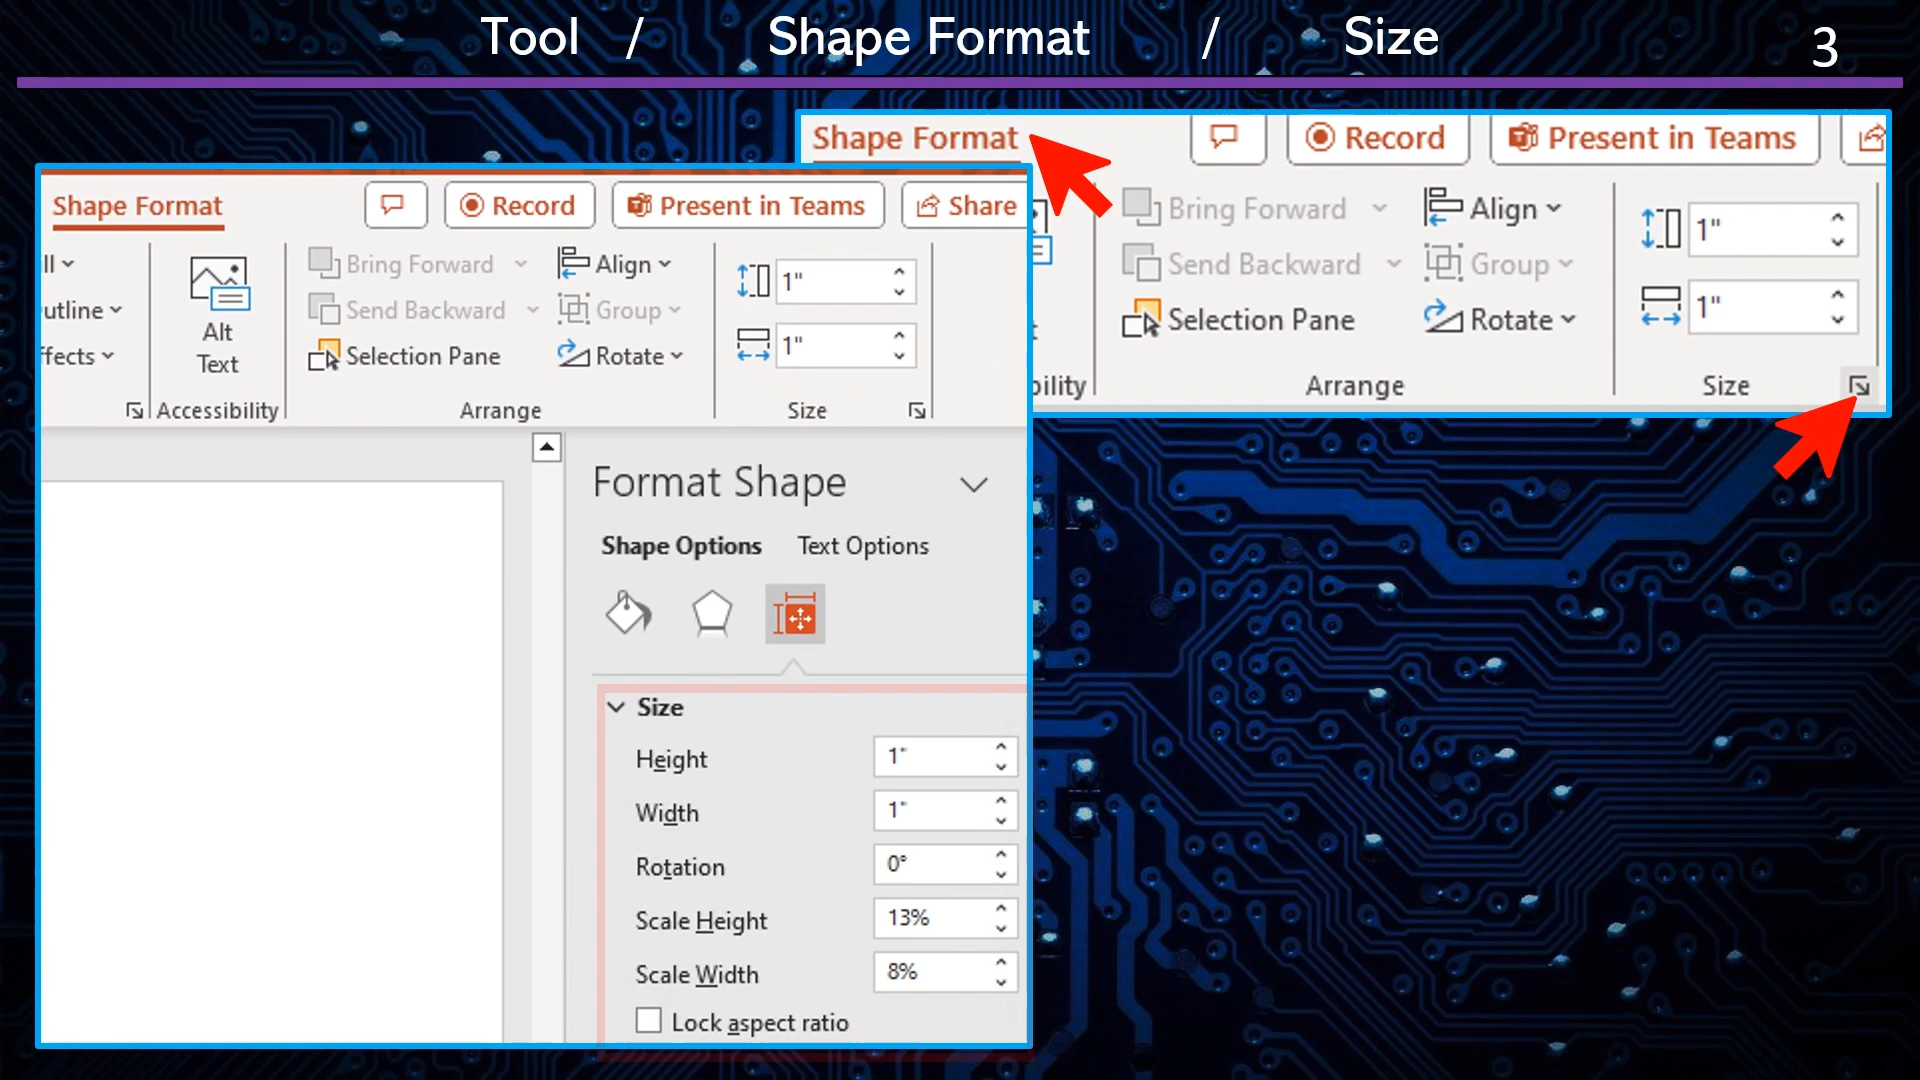 Tool / Shape Format / Size
3
Shape Format Record Present in Teams
Bring Forward Align 1"
Send Backward Group
Selection Pane Rotate 1"
bility Arrange Size
Shape Format Record Present in Teams Share
ll
Bring Forward Align 1"
utline Send Backward Group
Alt
ffects Selection Pane Rotate 1"
Text
Accessibility Arrange Size
Format Shape
Shape Options Text Options
Size
Height 1"
Width 1"
Rotation 0°
Scale Height 13%
Scale Width 8%
Lock aspect ratio